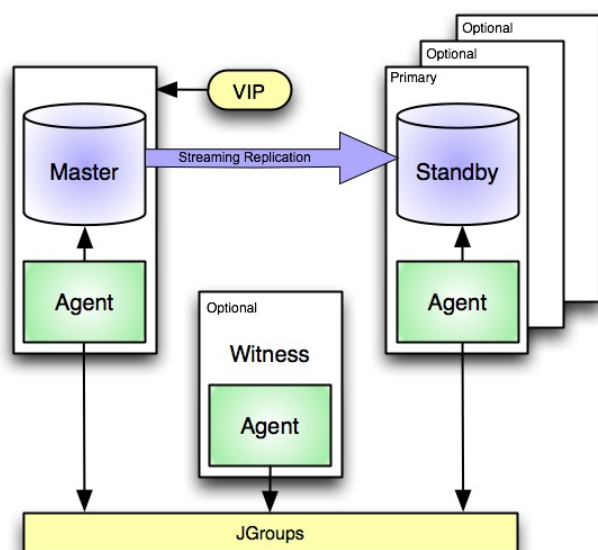 Optional
Optional
Primary
VIP
Master
Streaming Replication
Standby
Agent
Agent
Optional
Witness
Agent
JGroups